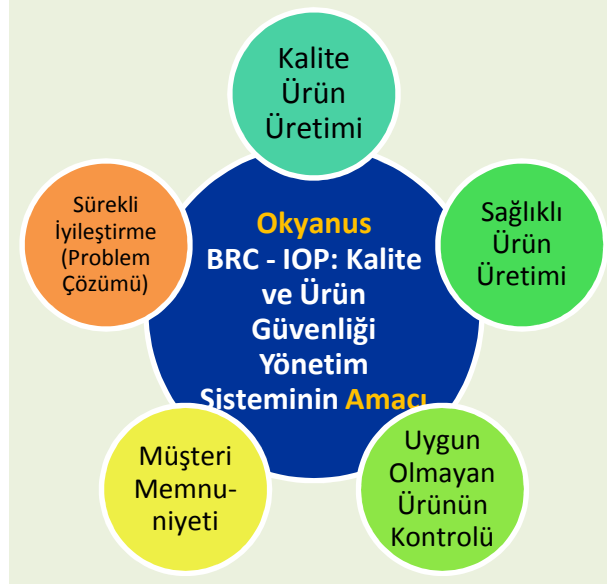 Kalite
Ürün
Üretimi
Sağlıklı
Ürün
Üretimi
Uygun
Olmayan
Ürünün
Kontrolü
Müşteri
Memnu-
niyeti
Sürekli
İyileştirme
(Problem
Çözümü)
Okyanus
BRC - IOP: Kalite
ve Ürün
Güvenliği
Yönetim
Sisteminin Amacı